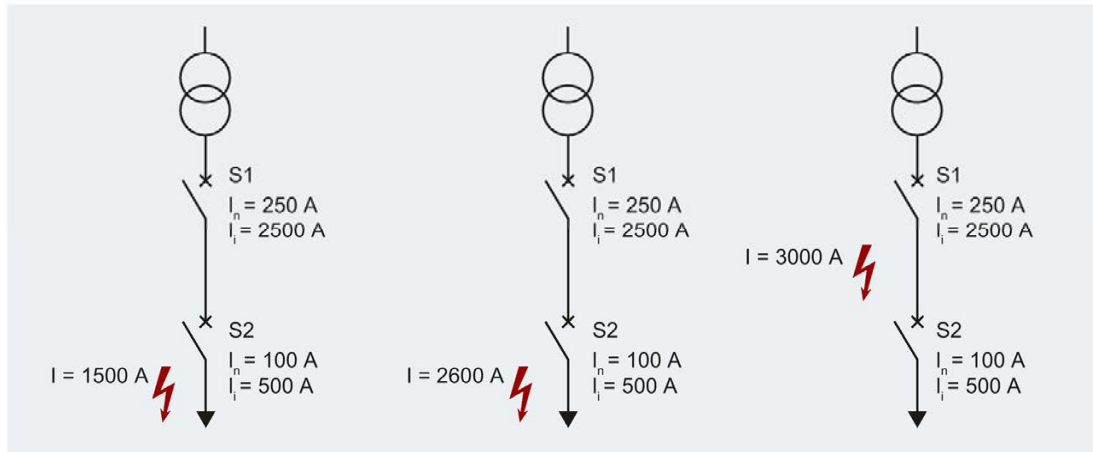 S1
Iₙ = 250 A
Iᵢ = 2500 A
S2
Iₙ = 100 A
Iᵢ = 500 A
I = 1500 A
S1
Iₙ = 250 A
Iᵢ = 2500 A
S2
Iₙ = 100 A
Iᵢ = 500 A
I = 2600 A
S1
Iₙ = 250 A
Iᵢ = 2500 A
I = 3000 A
S2
Iₙ = 100 A
Iᵢ = 500 A